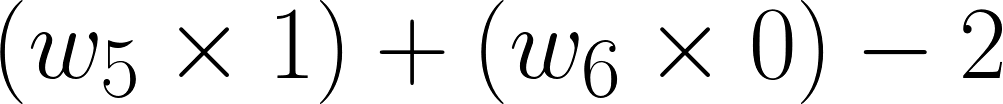 (w₅ × 1) + (w₆ × 0) − 2